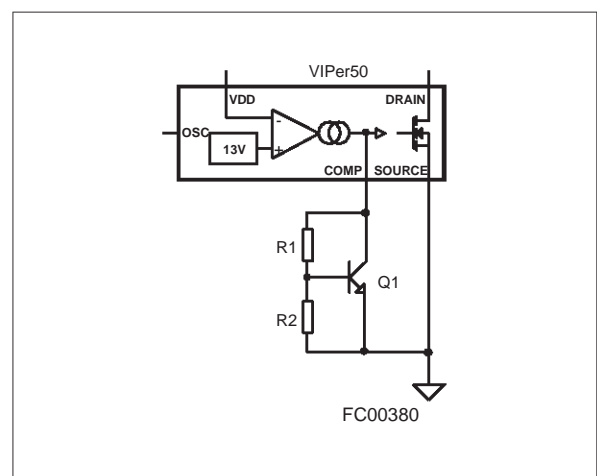 VIPer50
VDD
DRAIN
OSC
-
13V
+
COMP SOURCE
R1
Q1
R2
FC00380